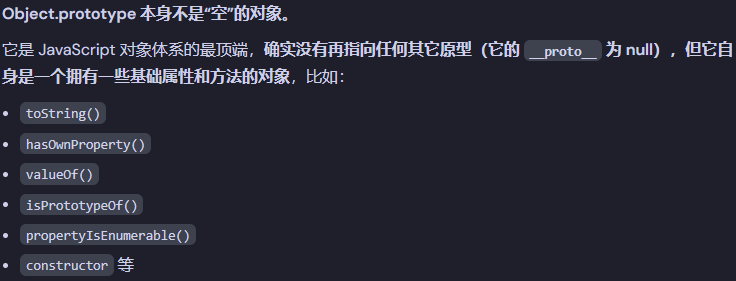 Object.prototype 本身不是“空”的对象。
它是 JavaScript 对象体系的最顶端，确实没有再指向任何其它原型（它的 __proto__ 为 null），但它自
身是一个拥有一些基础属性和方法的对象，比如：
• toString()
• hasOwnProperty()
• valueOf()
• isPrototypeOf()
• propertyIsEnumerable()
• constructor 等